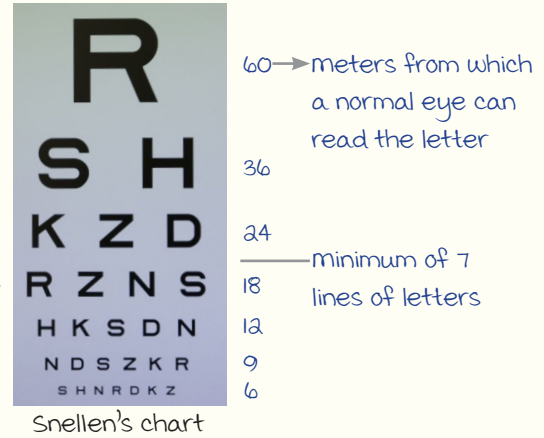 R
60 → meters from which
a normal eye can
read the letter
S H
36
K Z D
24
minimum of 7
lines of letters
R Z N S
18
H K S D N
12
N D S Z K R
9
S H N R D K Z
6
Snellen's chart